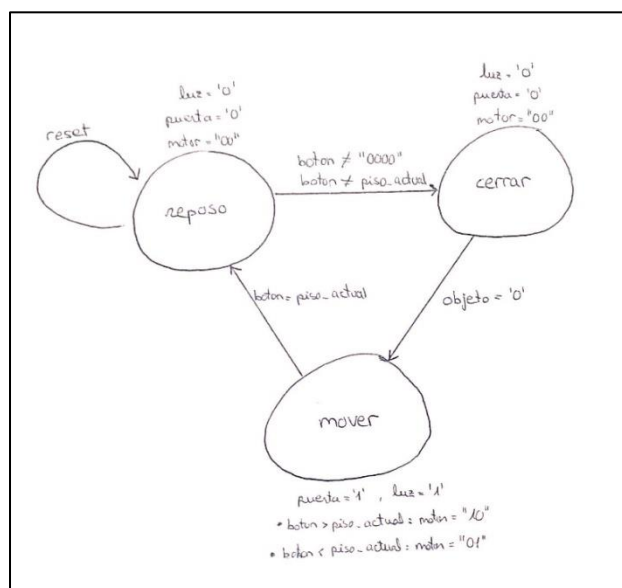 luz = '0'
puerta = '0'
motor = "00"
reset
reposo
boton ≠ "0000"
boton ≠ piso_actual
luz = '0'
puerta = '0'
motor = "00"
cerrar
objeto = '0'
boton = piso_actual
mover
puerta = '1' , luz = '1'
• boton > piso_actual : motor = "10"
• boton < piso_actual : motor = "01"